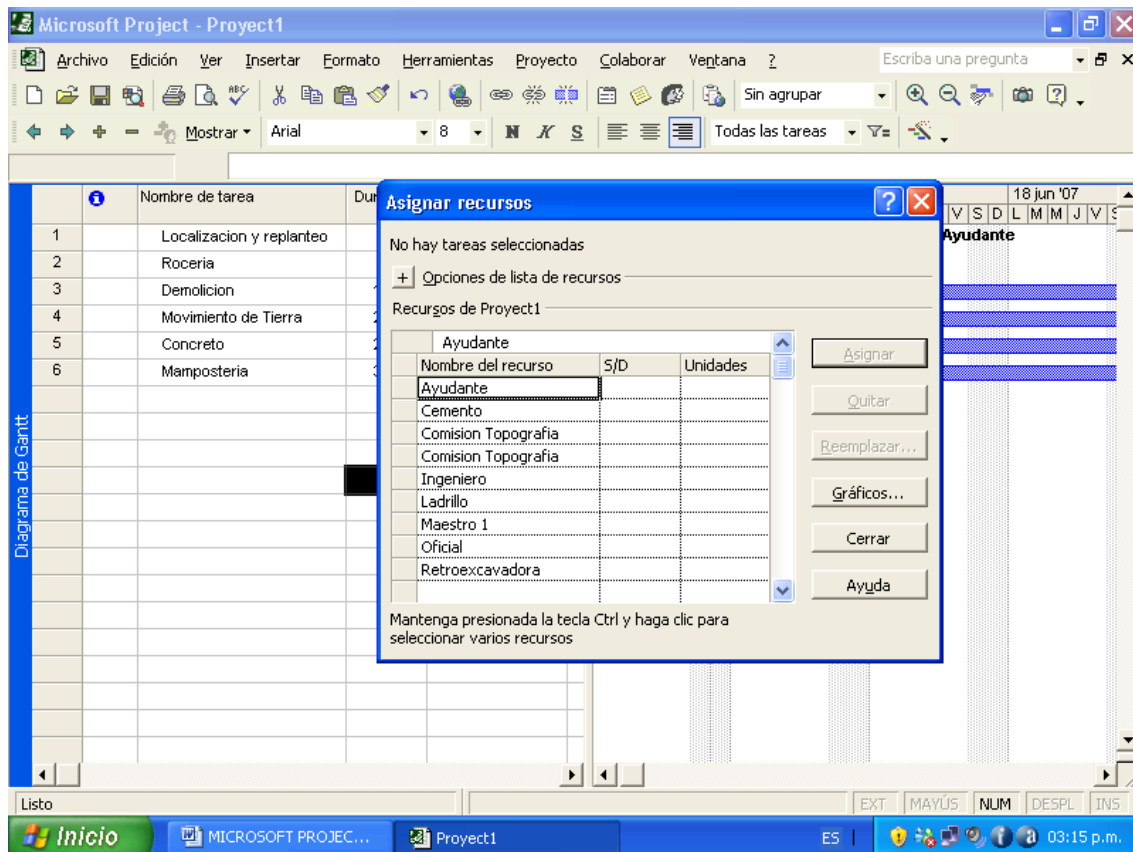 Microsoft Project - Proyect1
Archivo Edición Ver Insertar Formato Herramientas Proyecto Colaborar Ventana ? Escriba una pregunta
Sin agrupar
Mostrar Arial 8 N K S Todas las tareas
Nombre de tarea Dur 18 jun '07
V S D L M M J V S
1 Localizacion y replanteo Ayudante
2 Roceria
3 Demolicion
4 Movimiento de Tierra
5 Concreto
6 Mamposteria
Diagrama de Gantt
Asignar recursos
No hay tareas seleccionadas
+ Opciones de lista de recursos
Recursos de Proyect1
Ayudante
Nombre del recurso S/D Unidades
Ayudante
Cemento
Comision Topografia
Comision Topografia
Ingeniero
Ladrillo
Maestro 1
Oficial
Retroexcavadora
Asignar
Quitar
Reemplazar...
Gráficos...
Cerrar
Ayuda
Mantenga presionada la tecla Ctrl y haga clic para
seleccionar varios recursos
Listo EXT MAYÚS NUM DESPL INS
Inicio MICROSOFT PROJEC... Proyect1 ES 03:15 p.m.